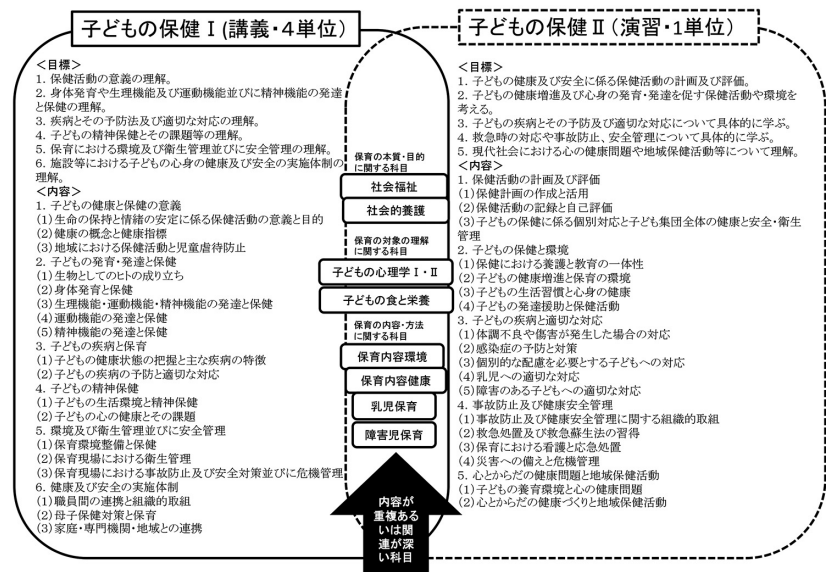 子どもの保健Ⅰ(講義・4単位)
＜目標＞
1. 保健活動の意義の理解。
2. 身体発育や生理機能及び運動機能並びに精神機能の発達
と保健の理解。
3. 疾病とその予防法及び適切な対応の理解。
4. 子どもの精神保健とその課題等の理解。
5. 保育における環境及び衛生管理並びに安全管理の理解。
6. 施設等における子どもの心身の健康及び安全の実施体制の
理解。
＜内容＞
1. 子どもの健康と保健の意義
(1)生命の保持と情緒の安定に係る保健活動の意義と目的
(2)健康の概念と健康指標
(3)地域における保健活動と児童虐待防止
2. 子どもの発育・発達と保健
(1)生物としてのヒトの成り立ち
(2)身体発育と保健
(3)生理機能・運動機能・精神機能の発達と保健
(4)運動機能の発達と保健
(5)精神機能の発達と保健
3. 子どもの疾病と保育
(1)子どもの健康状態の把握と主な疾病の特徴
(2)子どもの疾病の予防と適切な対応
4. 子どもの精神保健
(1)子どもの生活環境と精神保健
(2)子どもの心の健康とその課題
5. 環境及び衛生管理並びに安全管理
(1)保育環境整備と保健
(2)保育現場における衛生管理
(3)保育現場における事故防止及び安全対策並びに危機管理
6. 健康及び安全の実施体制
(1)職員間の連携と組織的取組
(2)母子保健対策と保育
(3)家庭・専門機関・地域との連携
保育の本質・目的
に関する科目
社会福祉
社会的養護
保育の対象の理解
に関する科目
子どもの心理学Ⅰ・Ⅱ
子どもの食と栄養
保育の内容・方法
に関する科目
保育内容環境
保育内容健康
乳児保育
障害児保育
内容が
重複ある
いは関
連が深
い科目
子どもの保健Ⅱ(演習・1単位)
＜目標＞
1. 子どもの健康及び安全に係る保健活動の計画及び評価。
2. 子どもの健康増進及び心身の発育・発達を促す保健活動や環境を
考える。
3. 子どもの疾病とその予防及び適切な対応について具体的に学ぶ。
4. 救急時の対応や事故防止、安全管理について具体的に学ぶ。
5. 現代社会における心の健康問題や地域保健活動等について理解。
＜内容＞
1. 保健活動の計画及び評価
(1)保健計画の作成と活用
(2)保健活動の記録と自己評価
(3)子どもの保健に係る個別対応と子ども集団全体の健康と安全・衛生
管理
2. 子どもの保健と環境
(1)保健における養護と教育の一体性
(2)子どもの健康増進と保育の環境
(3)子どもの生活習慣と心身の健康
(4)子どもの発達援助と保健活動
3. 子どもの疾病と適切な対応
(1)体調不良や傷害が発生した場合の対応
(2)感染症の予防と対策
(3)個別的な配慮を必要とする子どもへの対応
(4)乳児への適切な対応
(5)障害のある子どもへの適切な対応
4. 事故防止及び健康安全管理
(1)事故防止及び健康安全管理に関する組織的取組
(2)救急処置及び救急蘇生法の習得
(3)保育における看護と応急処置
(4)災害への備えと危機管理
5. 心とからだの健康問題と地域保健活動
(1)子どもの養育環境と心の健康問題
(2)心とからだの健康づくりと地域保健活動